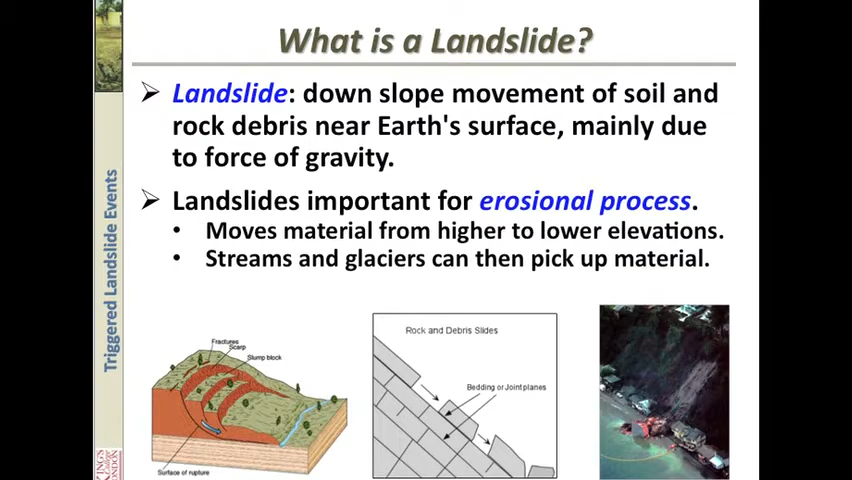 What is a Landslide?
➢ Landslide: down slope movement of soil and
rock debris near Earth's surface, mainly due
to force of gravity.
➢ Landslides important for erosional process.
• Moves material from higher to lower elevations.
• Streams and glaciers can then pick up material.
Triggered Landslide Events
Fractures
Scarp
Slump block
Surface of rupture
Rock and Debris Slides
Bedding or Joint planes
LONDON